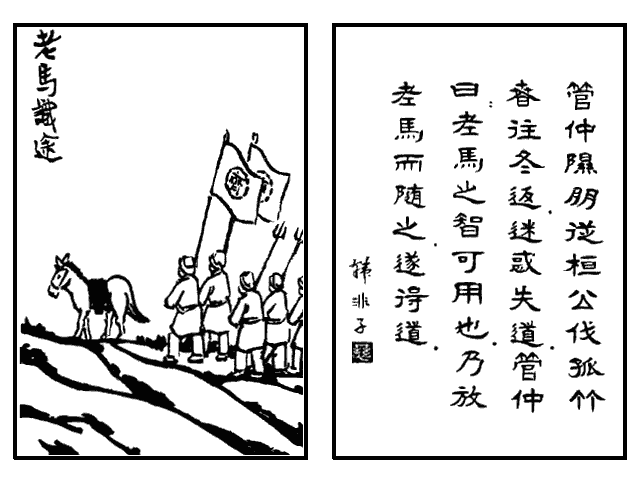 老馬識途
齊
管仲隰朋從桓公伐孤竹
春往冬返迷惑失道管仲
曰老馬之智可用也乃放
老馬而隨之遂得道
韩非子